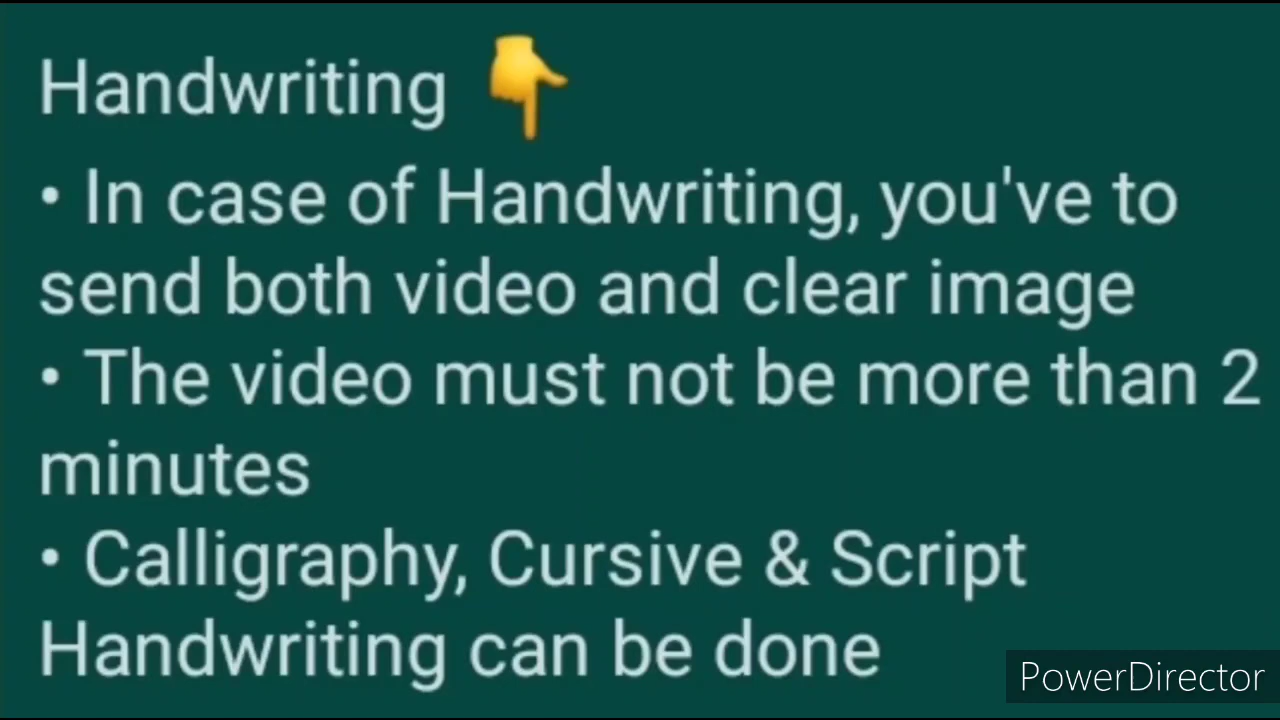 Handwriting 👇
• In case of Handwriting, you've to
send both video and clear image
• The video must not be more than 2
minutes
• Calligraphy, Cursive & Script
Handwriting can be done
PowerDirector